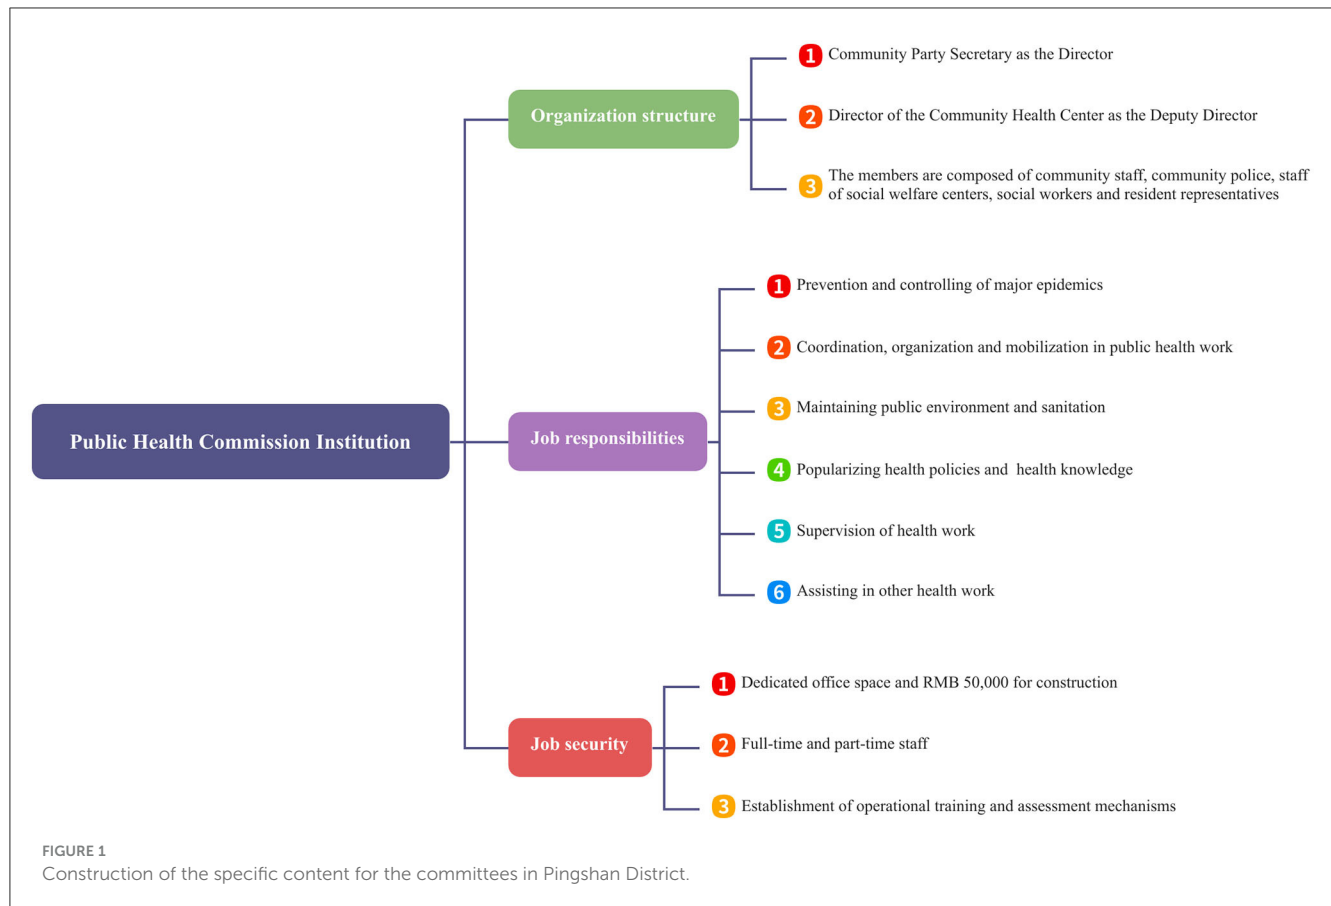 Public Health Commission Institution
Organization structure
1 Community Party Secretary as the Director
2 Director of the Community Health Center as the Deputy Director
3 The members are composed of community staff, community police, staff
of social welfare centers, social workers and resident representatives
Job responsibilities
1 Prevention and controlling of major epidemics
2 Coordination, organization and mobilization in public health work
3 Maintaining public environment and sanitation
4 Popularizing health policies and health knowledge
5 Supervision of health work
6 Assisting in other health work
Job security
1 Dedicated office space and RMB 50,000 for construction
2 Full-time and part-time staff
3 Establishment of operational training and assessment mechanisms
FIGURE 1
Construction of the specific content for the committees in Pingshan District.